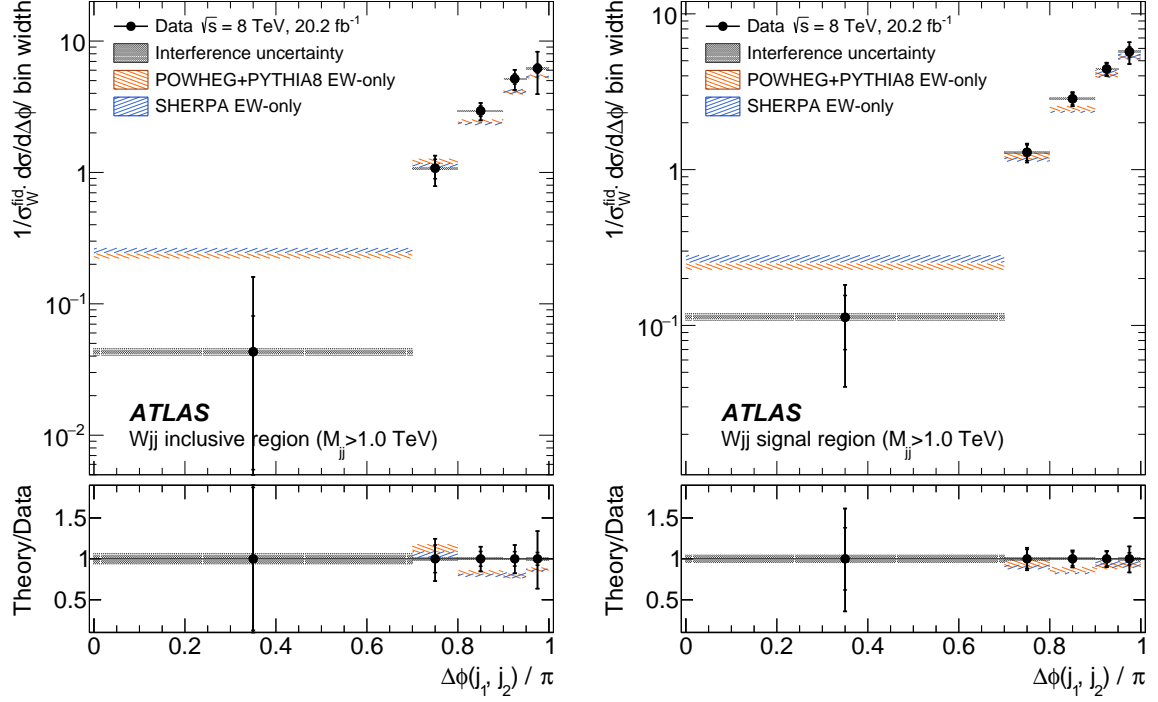 Data √s = 8 TeV, 20.2 fb⁻¹
Interference uncertainty
POWHEG+PYTHIA8 EW-only
SHERPA EW-only
1/σ_W^fid· dσ/dΔϕ/ bin width
10
1
10⁻¹
10⁻²
ATLAS
Wjj inclusive region (M_jj>1.0 TeV)
Theory/Data
1.5
1
0.5
0 0.2 0.4 0.6 0.8 1
Δϕ(j₁, j₂) / π
Data √s = 8 TeV, 20.2 fb⁻¹
Interference uncertainty
POWHEG+PYTHIA8 EW-only
SHERPA EW-only
1/σ_W^fid· dσ/dΔϕ/ bin width
10
1
10⁻¹
ATLAS
Wjj signal region (M_jj>1.0 TeV)
Theory/Data
1.5
1
0.5
0 0.2 0.4 0.6 0.8 1
Δϕ(j₁, j₂) / π